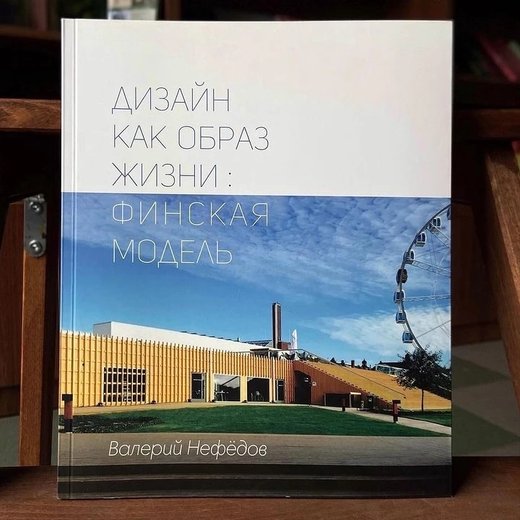 ДИЗАЙН
КАК ОБРАЗ
ЖИЗНИ :
ФИНСКАЯ
МОДЕЛЬ
Валерий Нефёдов